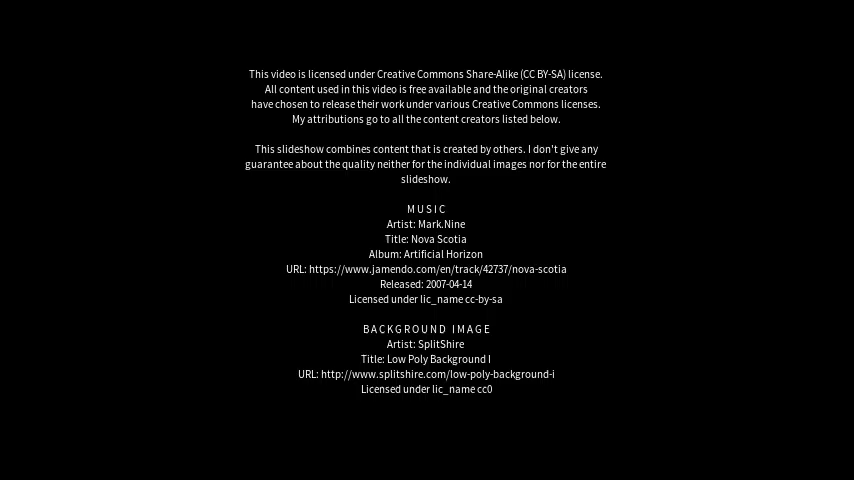 This video is licensed under Creative Commons Share-Alike (CC BY-SA) license.
All content used in this video is free available and the original creators
have chosen to release their work under various Creative Commons licenses.
My attributions go to all the content creators listed below.
This slideshow combines content that is created by others. I don't give any
guarantee about the quality neither for the individual images nor for the entire
slideshow.
MUSIC
Artist: Mark.Nine
Title: Nova Scotia
Album: Artificial Horizon
URL: https://www.jamendo.com/en/track/42737/nova-scotia
Released: 2007-04-14
Licensed under lic_name cc-by-sa
BACKGROUND IMAGE
Artist: SplitShire
Title: Low Poly Background I
URL: http://www.splitshire.com/low-poly-background-i
Licensed under lic_name cc0